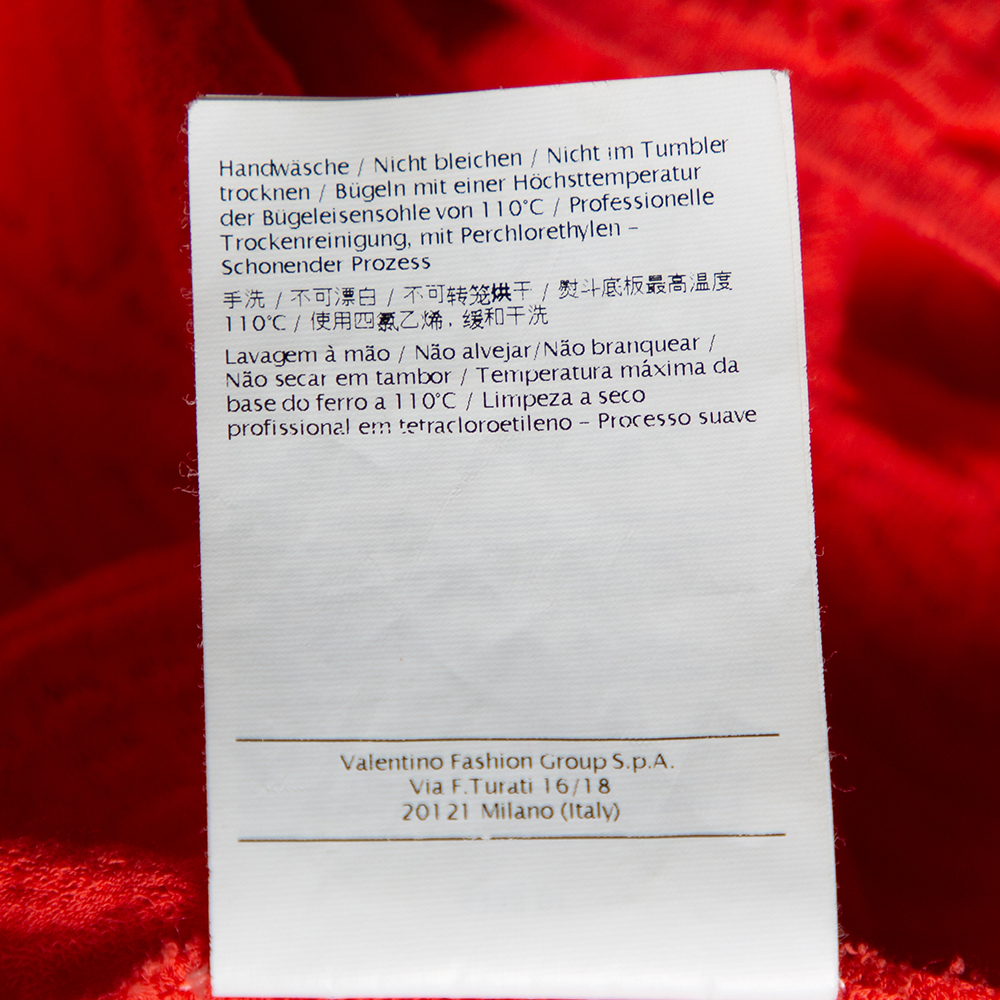 Handwäsche / Nicht bleichen / Nicht im Tumbler
trocknen / Bügeln mit einer Höchsttemperatur
der Bügeleisensohle von 110°C / Professionelle
Trockenreinigung, mit Perchlorethylen –
Schonender Prozess
手洗 / 不可漂白 / 不可转笼烘干 / 熨斗底板最高温度
110°C / 使用四氯乙烯, 缓和干洗
Lavagem à mão / Não alvejar/Não branquear /
Não secar em tambor / Temperatura máxima da
base do ferro a 110°C / Limpeza a seco
profissional em tetracloroetileno – Processo suave
Valentino Fashion Group S.p.A.
Via F.Turati 16/18
20121 Milano (Italy)